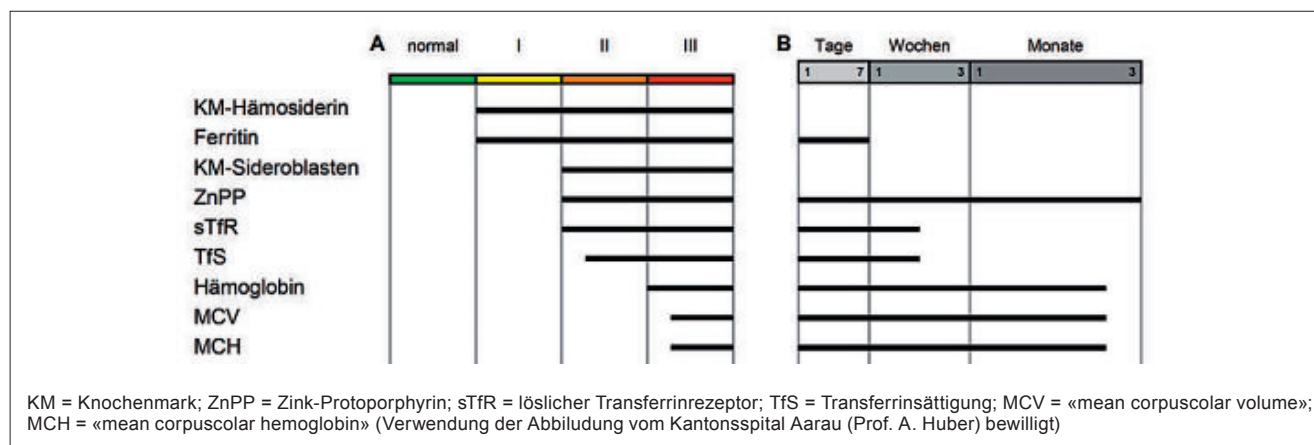 A normal I II III B Tage Wochen Monate
1 7 1 3 1 3
KM-Hämosiderin
Ferritin
KM-Sideroblasten
ZnPP
sTfR
TfS
Hämoglobin
MCV
MCH
KM = Knochenmark; ZnPP = Zink-Protoporphyrin; sTfR = löslicher Transferrinrezeptor; TfS = Transferrinsättigung; MCV = «mean corpuscolar volume»;
MCH = «mean corpuscolar hemoglobin» (Verwendung der Abbiludung vom Kantonsspital Aarau (Prof. A. Huber) bewilligt)